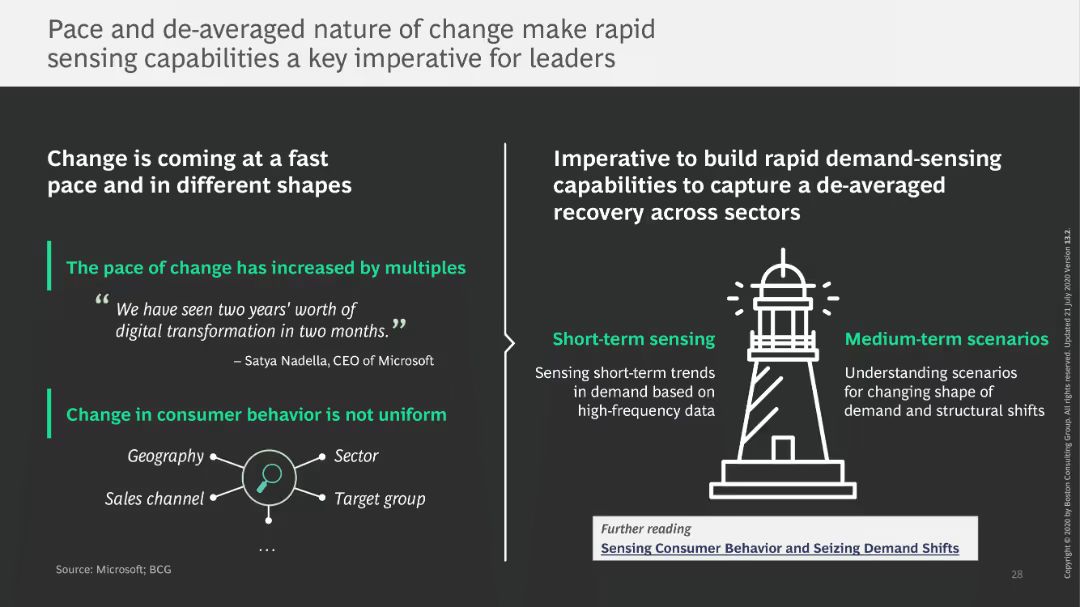 Pace and de-averaged nature of change make rapid
sensing capabilities a key imperative for leaders
Change is coming at a fast
pace and in different shapes
The pace of change has increased by multiples
“ We have seen two years' worth of
digital transformation in two months.”
– Satya Nadella, CEO of Microsoft
Change in consumer behavior is not uniform
Geography
Sector
Sales channel
Target group
...
Source: Microsoft; BCG
Imperative to build rapid demand-sensing
capabilities to capture a de-averaged
recovery across sectors
Short-term sensing
Sensing short-term trends
in demand based on
high-frequency data
Medium-term scenarios
Understanding scenarios
for changing shape of
demand and structural shifts
Further reading
Sensing Consumer Behavior and Seizing Demand Shifts
28
Copyright © 2020 by Boston Consulting Group. All rights reserved. Updated 21 July 2020 Version 13.2.